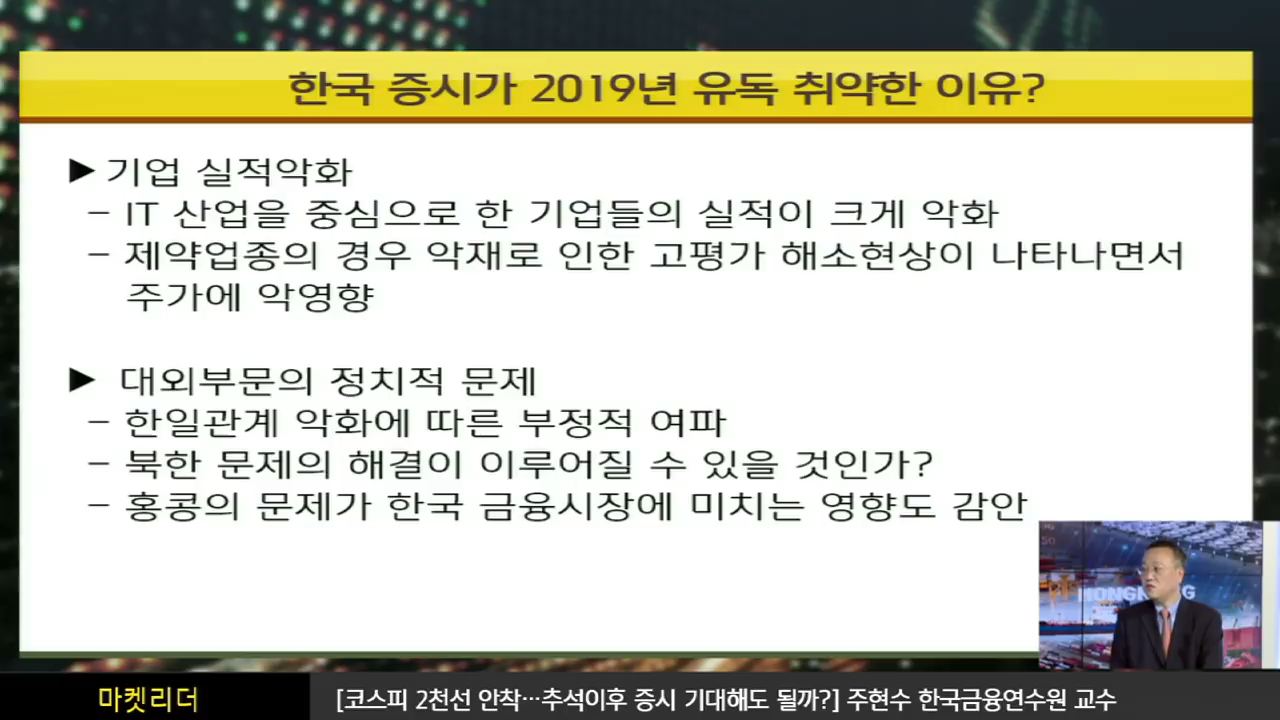 한국 증시가 2019년 유독 취약한 이유?
▶ 기업 실적악화
– IT 산업을 중심으로 한 기업들의 실적이 크게 악화
– 제약업종의 경우 악재로 인한 고평가 해소현상이 나타나면서
주가에 악영향
▶ 대외부문의 정치적 문제
– 한일관계 악화에 따른 부정적 여파
– 북한 문제의 해결이 이루어질 수 있을 것인가?
– 홍콩의 문제가 한국 금융시장에 미치는 영향도 감안
마켓리더
[코스피 2천선 안착…추석이후 증시 기대해도 될까?] 주현수 한국금융연수원 교수